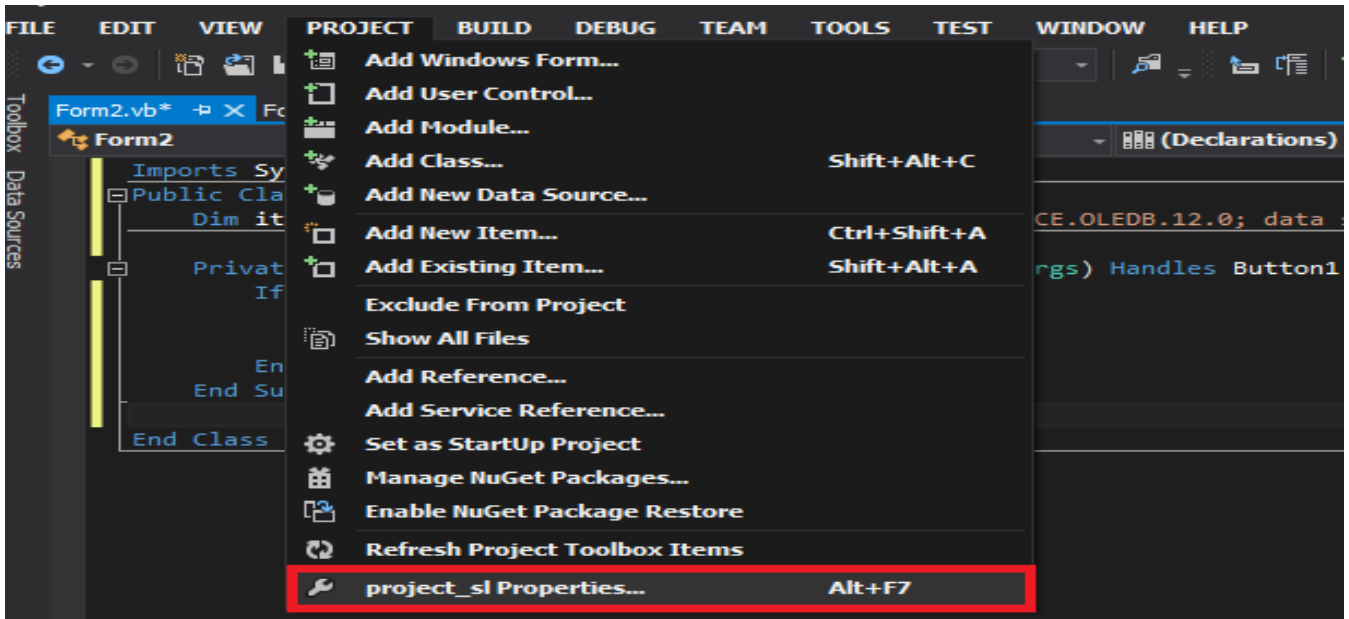 FILE EDIT VIEW PROJECT BUILD DEBUG TEAM TOOLS TEST WINDOW HELP
Toolbox
Data Sources
Form2.vb*
Form2
(Declarations)
Imports Sy
Public Cla
Dim it
CE.OLEDB.12.0; data
Privat
rgs) Handles Button1
If
En
End Su
End Class
Add Windows Form...
Add User Control...
Add Module...
Add Class... Shift+Alt+C
Add New Data Source...
Add New Item... Ctrl+Shift+A
Add Existing Item... Shift+Alt+A
Exclude From Project
Show All Files
Add Reference...
Add Service Reference...
Set as StartUp Project
Manage NuGet Packages...
Enable NuGet Package Restore
Refresh Project Toolbox Items
project_sl Properties... Alt+F7